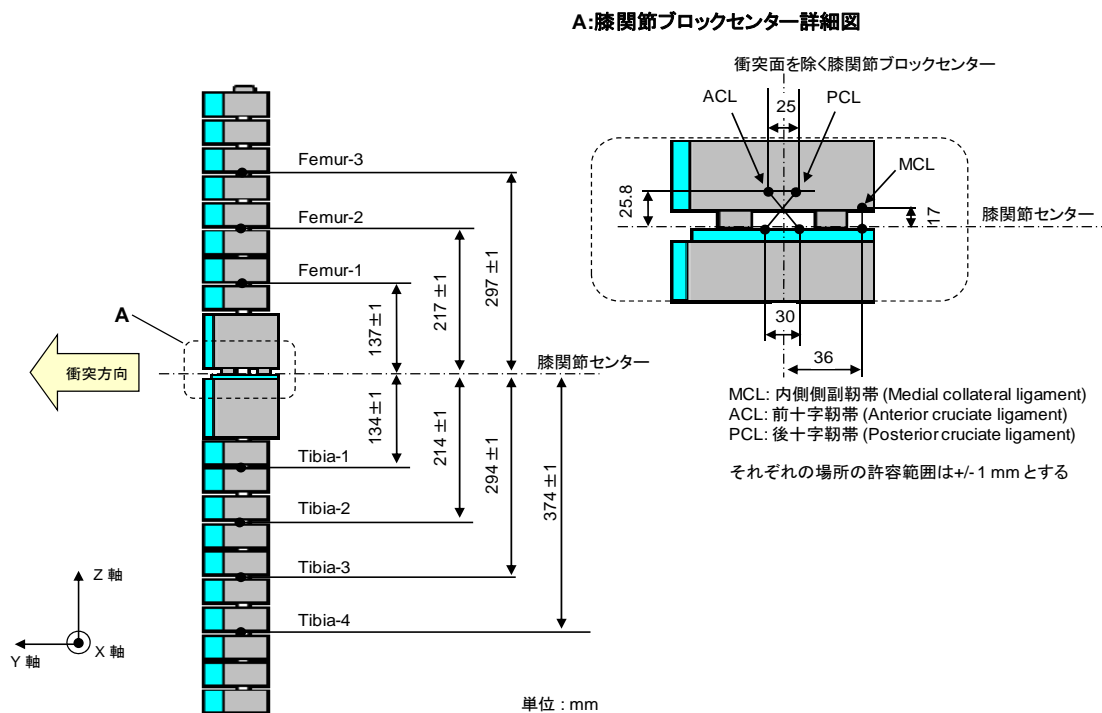 A:膝関節ブロックセンター詳細図
衝突面を除く膝関節ブロックセンター
ACL
25
PCL
MCL
25.8
17
膝関節センター
30
36
MCL: 内側側副靭帯 (Medial collateral ligament)
ACL: 前十字靭帯 (Anterior cruciate ligament)
PCL: 後十字靭帯 (Posterior cruciate ligament)
それぞれの場所の許容範囲は+/- 1 mm とする
Femur-3
Femur-2
Femur-1
A
衝突方向
137±1
217 ±1
297 ±1
膝関節センター
134±1
214 ±1
294 ±1
374 ±1
Tibia-1
Tibia-2
Tibia-3
Tibia-4
Z 軸
Y 軸
X 軸
単位 : mm